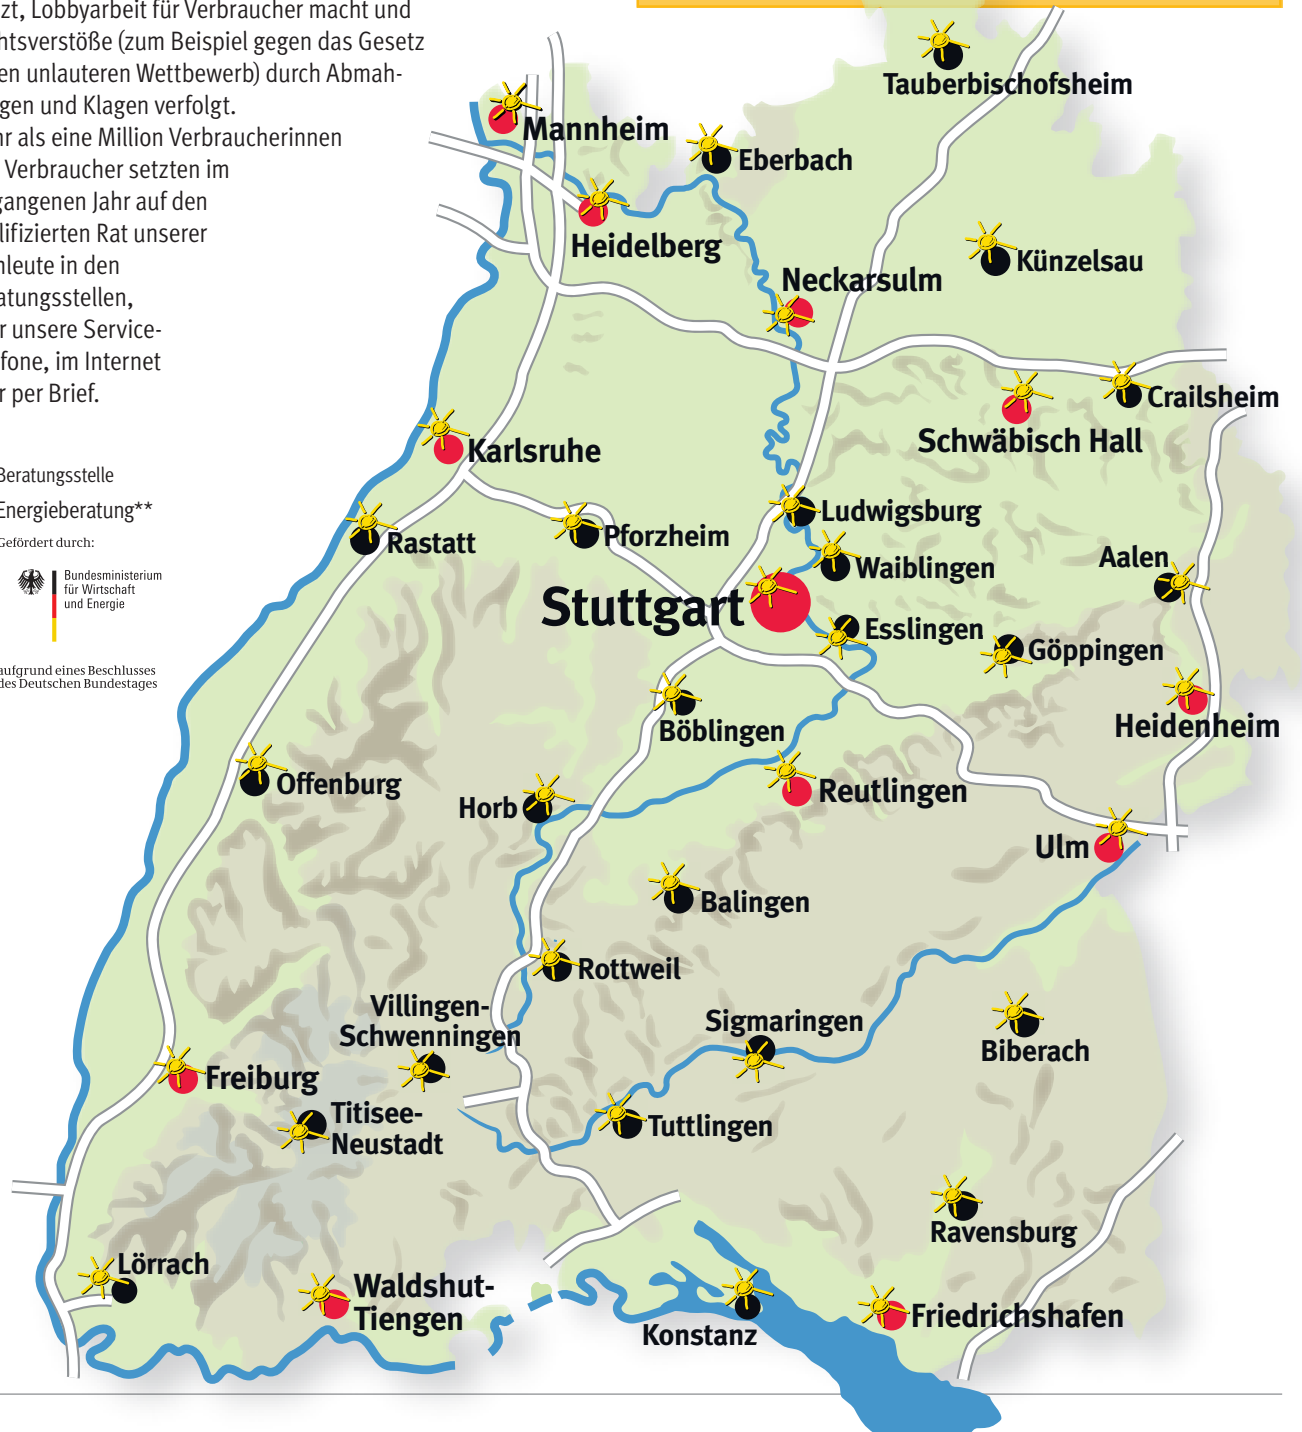 zt, Lobbyarbeit für Verbraucher macht und
htsverstöße (zum Beispiel gegen das Gesetz
en unlauteren Wettbewerb) durch Abmah-
gen und Klagen verfolgt.
hr als eine Million Verbraucherinnen
Verbraucher setzten im
gangenen Jahr auf den
lifizierten Rat unserer
hleute in den
atungsstellen,
r unsere Service-
fone, im Internet
r per Brief.
Beratungsstelle
Energieberatung**
Gefördert durch:
Bundesministerium
für Wirtschaft
und Energie
aufgrund eines Beschlusses
des Deutschen Bundestages
Tauberbischofsheim
Mannheim
Eberbach
Heidelberg
Künzelsau
Neckarsulm
Crailsheim
Schwäbisch Hall
Karlsruhe
Ludwigsburg
Pforzheim
Rastatt
Aalen
Waiblingen
Stuttgart
Esslingen
Göppingen
Heidenheim
Böblingen
Offenburg
Reutlingen
Horb
Ulm
Balingen
Rottweil
Villingen-
Schwenningen
Sigmaringen
Biberach
Freiburg
Titisee-
Neustadt
Tuttlingen
Ravensburg
Lörrach
Waldshut-
Tiengen
Friedrichshafen
Konstanz